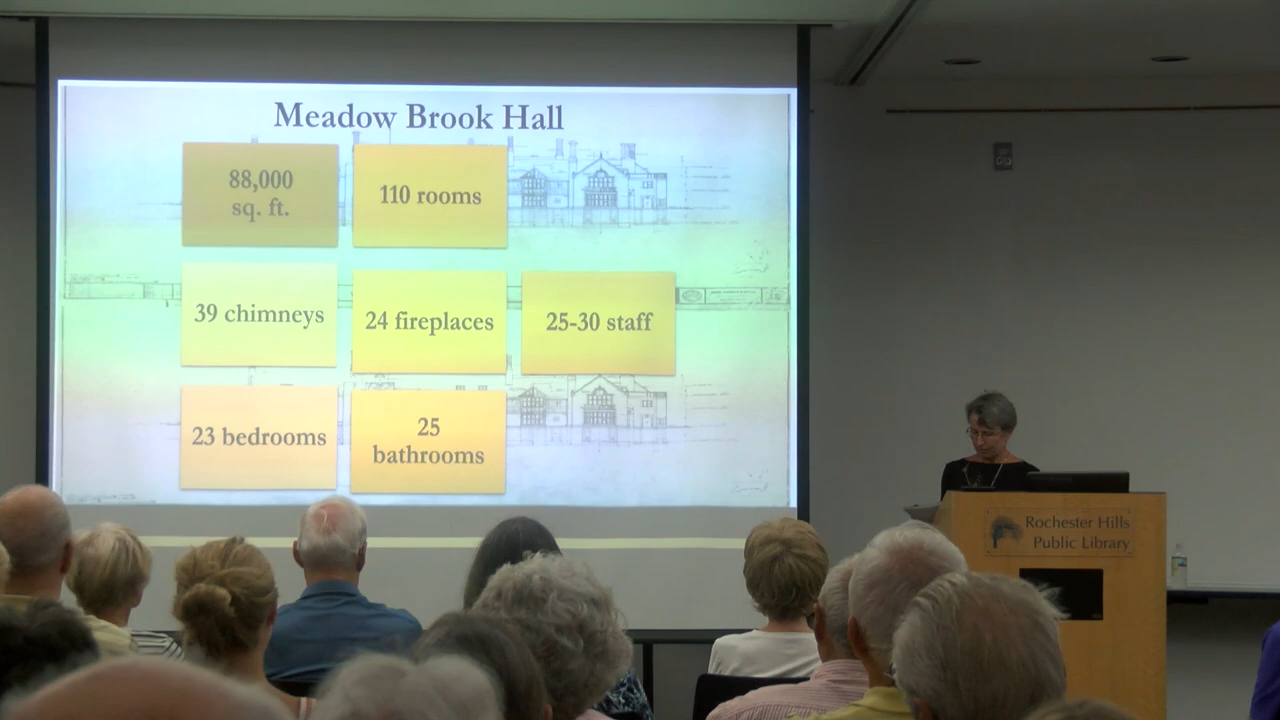 Meadow Brook Hall
88,000
sq. ft.
110 rooms
39 chimneys
24 fireplaces
25-30 staff
23 bedrooms
25
bathrooms
Rochester Hills
Public Library